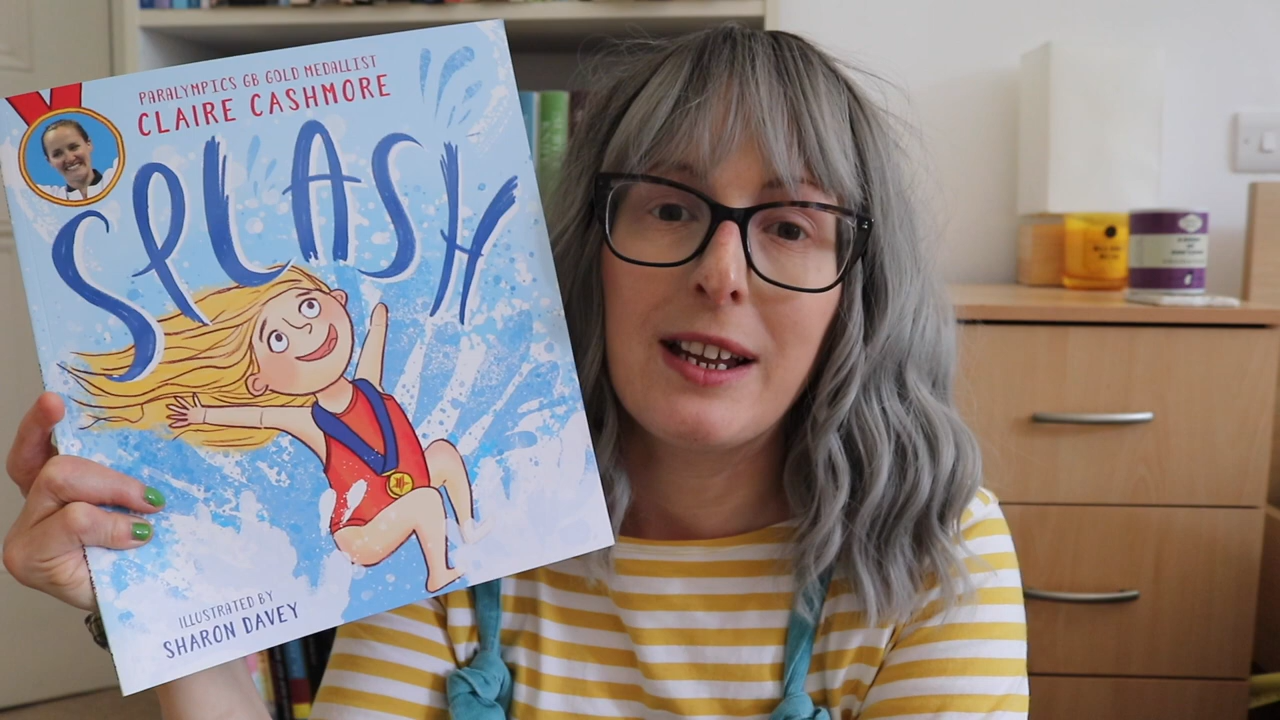 PARALYMPICS GB GOLD MEDALLIST
CLAIRE CASHMORE
SPLASH
ILLUSTRATED BY
SHARON DAVEY